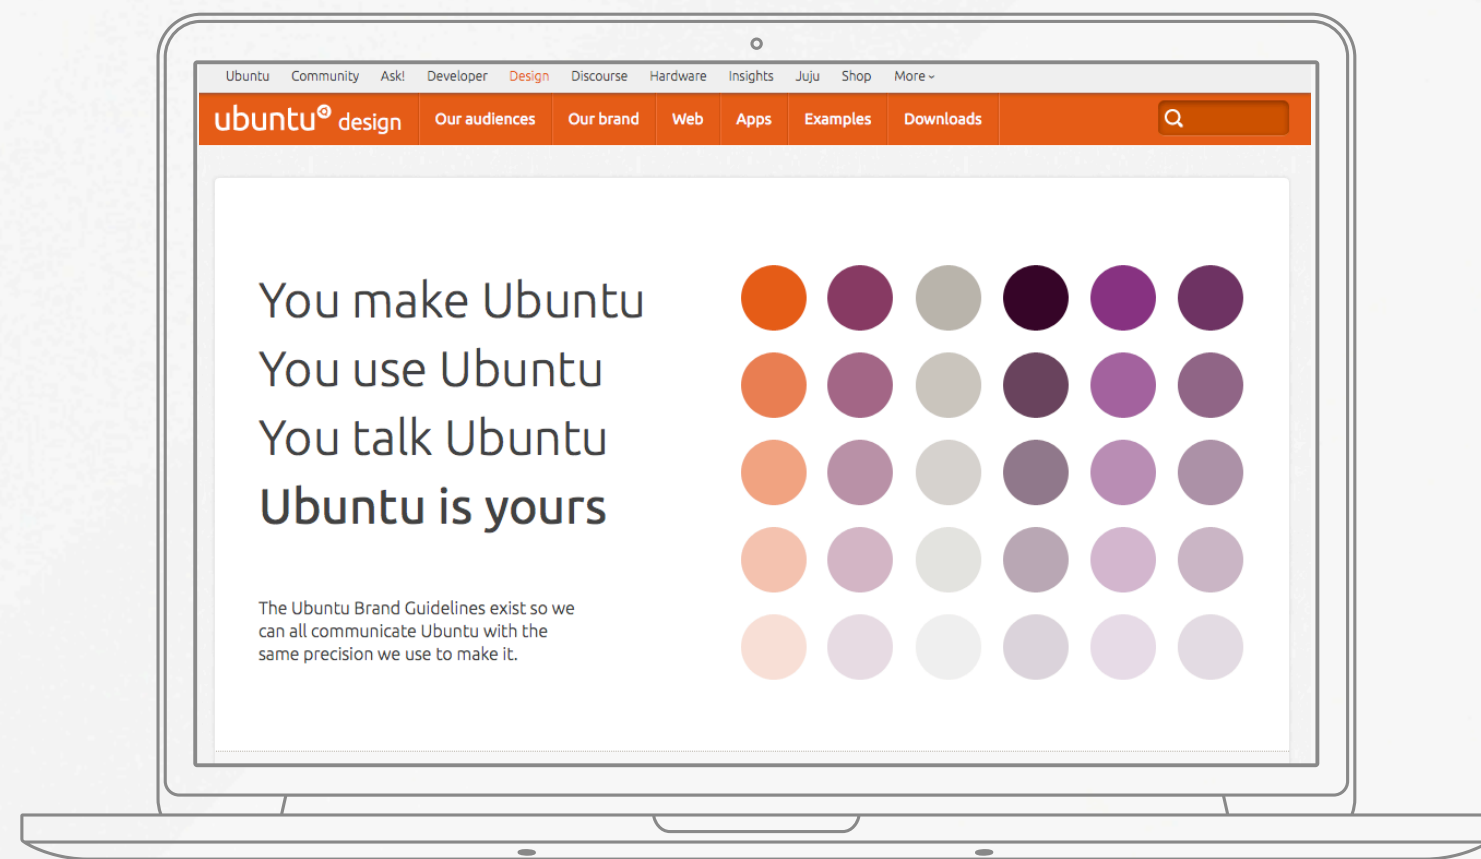 Ubuntu Community Ask! Developer Design Discourse Hardware Insights Juju Shop More
ubuntu design Our audiences Our brand Web Apps Examples Downloads
You make Ubuntu
You use Ubuntu
You talk Ubuntu
Ubuntu is yours
The Ubuntu Brand Guidelines exist so we
can all communicate Ubuntu with the
same precision we use to make it.